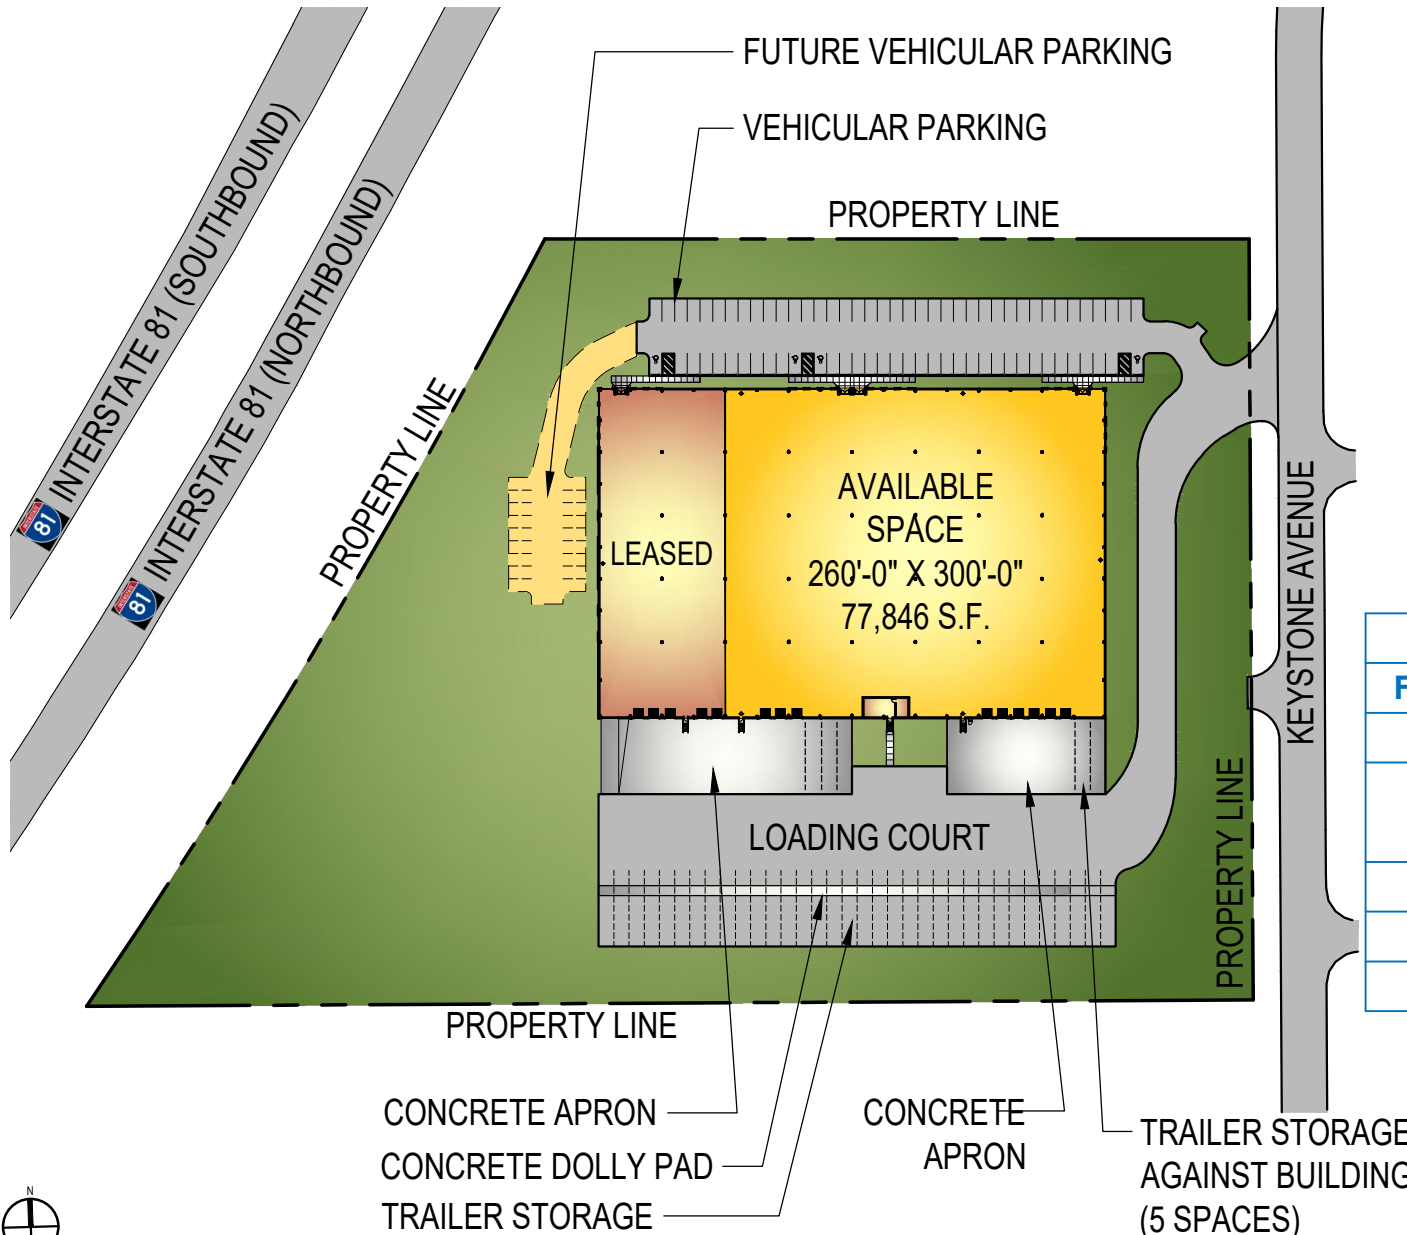 FUTURE VEHICULAR PARKING
VEHICULAR PARKING
PROPERTY LINE
INTERSTATE 81 (SOUTHBOUND)
81
INTERSTATE 81 (NORTHBOUND)
81
PROPERTY LINE
LEASED
AVAILABLE
SPACE
260'-0" X 300'-0"
77,846 S.F.
KEYSTONE AVENUE
PROPERTY LINE
F
LOADING COURT
PROPERTY LINE
CONCRETE APRON
CONCRETE DOLLY PAD
TRAILER STORAGE
CONCRETE
APRON
TRAILER STORAGE
AGAINST BUILDING
(5 SPACES)
N